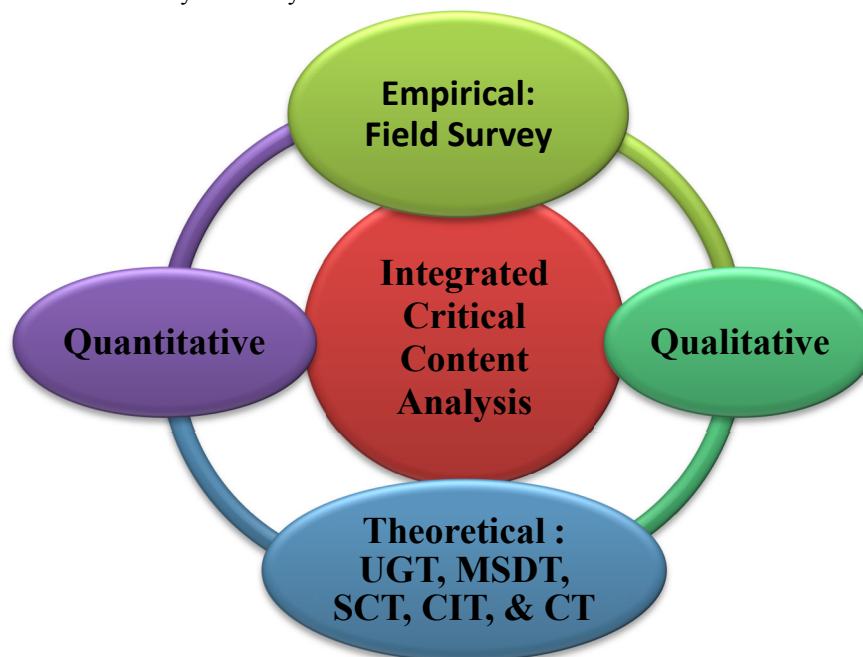 Empirical:
Field Survey
Integrated
Critical
Content
Analysis
Quantitative
Qualitative
Theoretical :
UGT, MSDT,
SCT, CIT, & CT